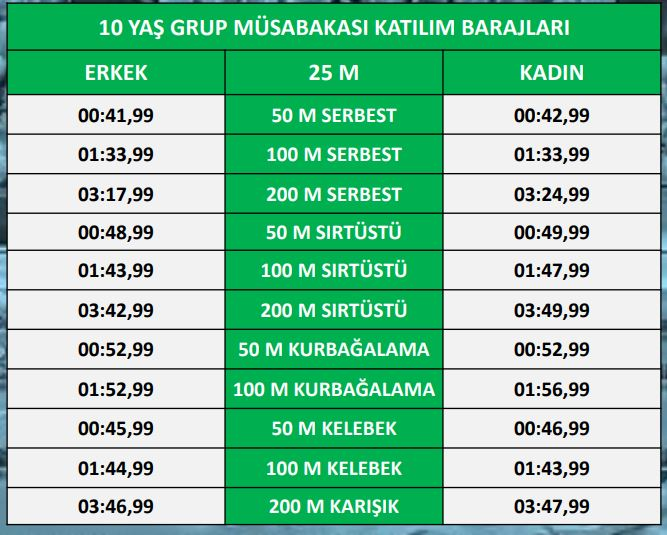 10 YAŞ GRUP MÜSABAKASI KATILIM BARAJLARI
ERKEK 25 M KADIN
00:41,99 50 M SERBEST 00:42,99
01:33,99 100 M SERBEST 01:33,99
03:17,99 200 M SERBEST 03:24,99
00:48,99 50 M SIRTÜSTÜ 00:49,99
01:43,99 100 M SIRTÜSTÜ 01:47,99
03:42,99 200 M SIRTÜSTÜ 03:49,99
00:52,99 50 M KURBAĞALAMA 00:52,99
01:52,99 100 M KURBAĞALAMA 01:56,99
00:45,99 50 M KELEBEK 00:46,99
01:44,99 100 M KELEBEK 01:43,99
03:46,99 200 M KARIŞIK 03:47,99